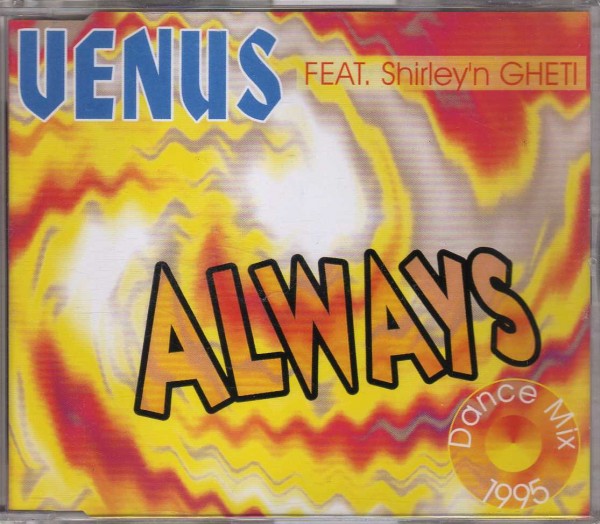 VENUS
FEAT. Shirley'n GHETI
ALWAYS
Dance Mix
1995